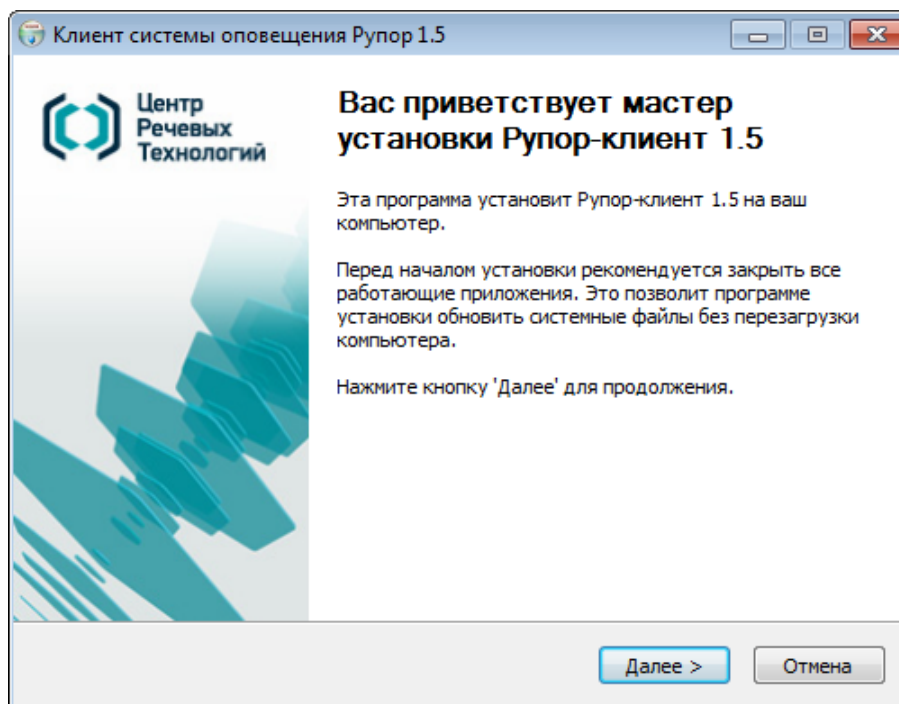 Клиент системы оповещения Рупор 1.5
Центр
Речевых
Технологий
Вас приветствует мастер
установки Рупор-клиент 1.5
Эта программа установит Рупор-клиент 1.5 на ваш
компьютер.
Перед началом установки рекомендуется закрыть все
работающие приложения. Это позволит программе
установки обновить системные файлы без перезагрузки
компьютера.
Нажмите кнопку 'Далее' для продолжения.
Далее >
Отмена